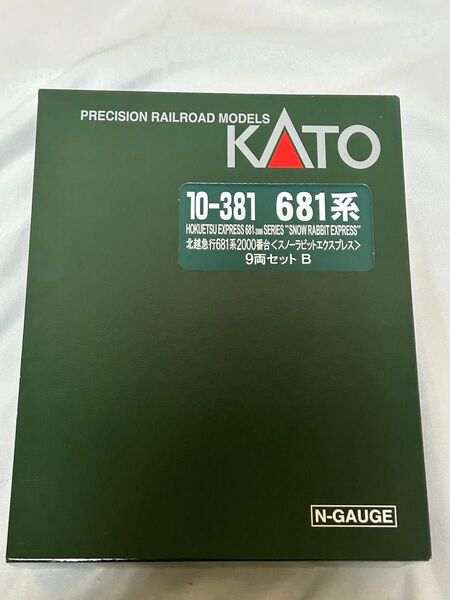 PRECISION RAILROAD MODELS
KATO
10-381 681系
HOKUETSU EXPRESS 681-2000 SERIES "SNOW RABBIT EXPRESS"
北越急行681系2000番台<スノーラビットエクスプレス>
9両セット B
N-GAUGE